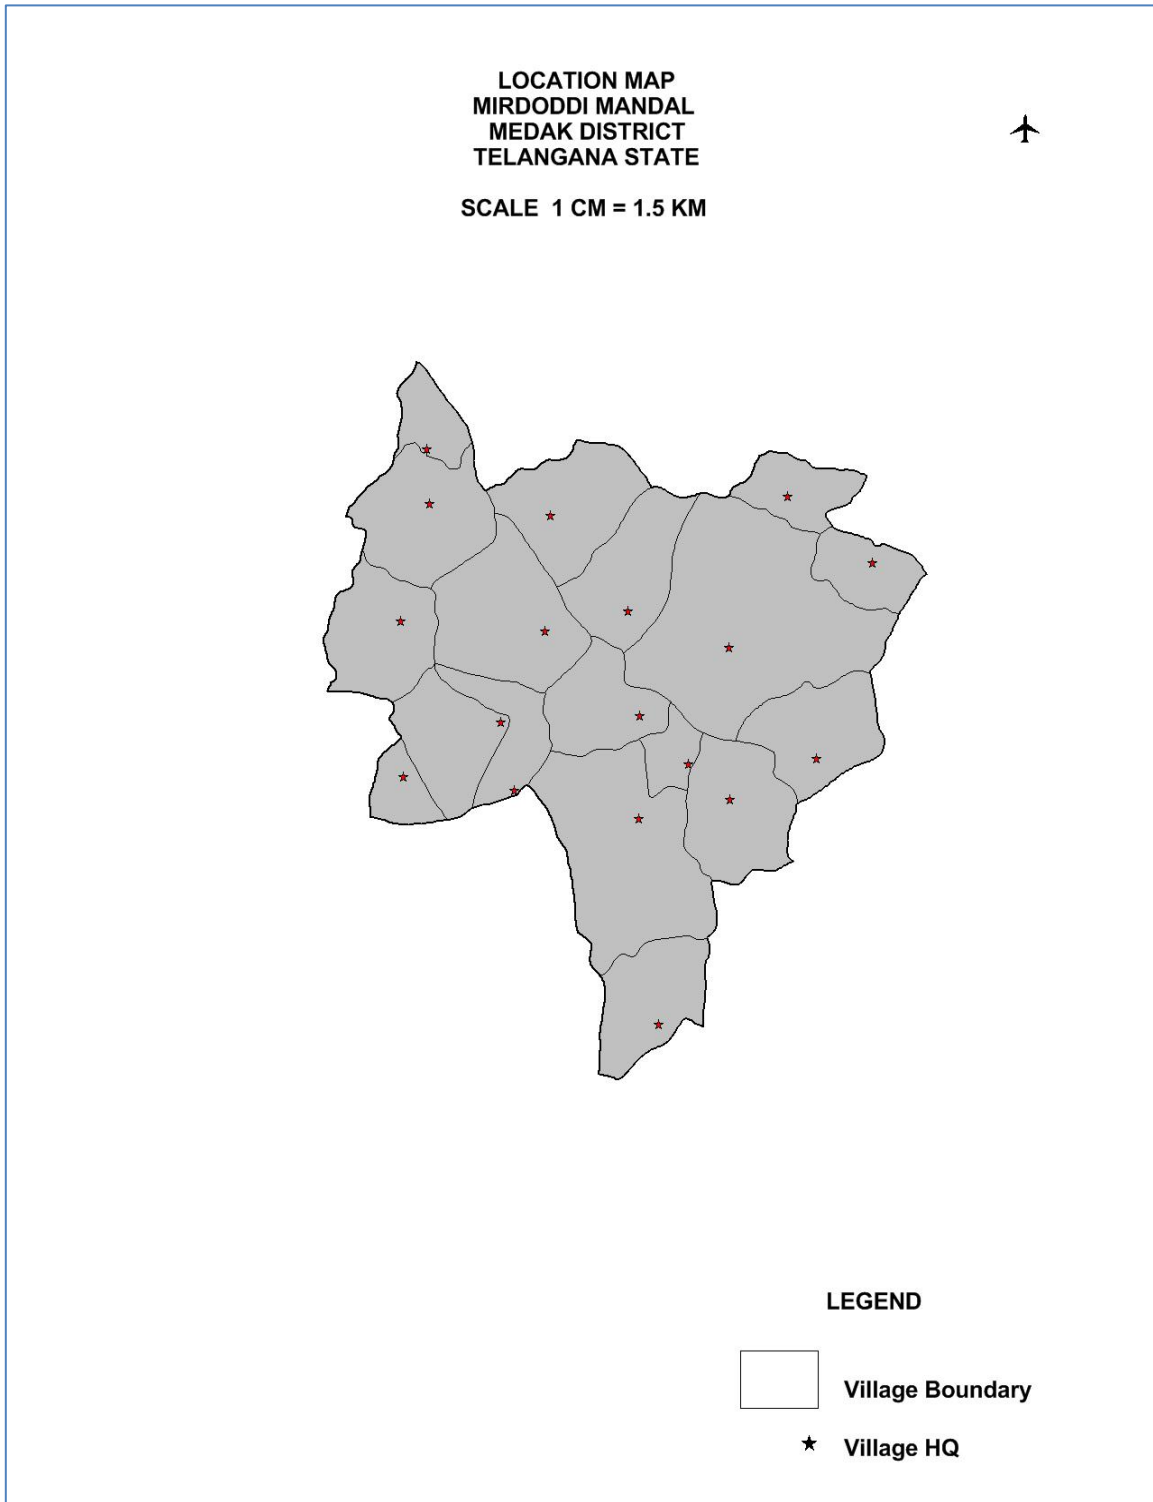 LOCATION MAP
MIRDODDI MANDAL
MEDAK DISTRICT
TELANGANA STATE
SCALE 1 CM = 1.5 KM
LEGEND
Village Boundary
Village HQ